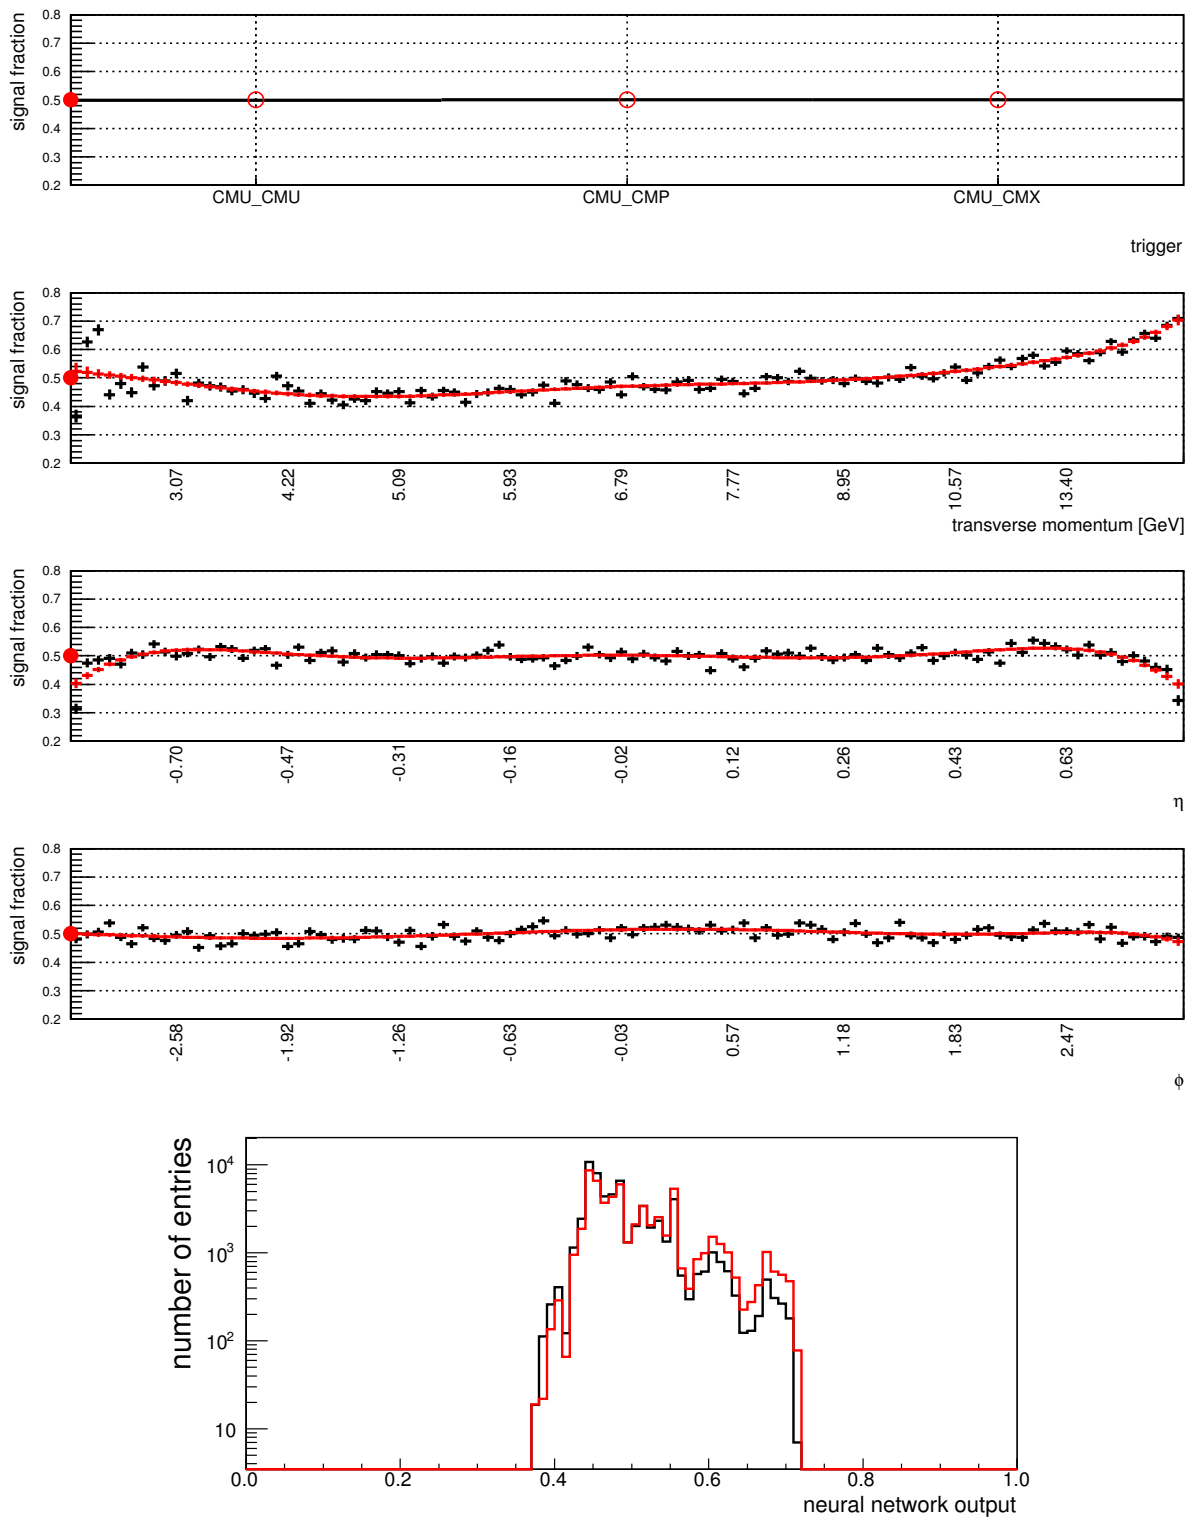 signal fraction
0.8
0.7
0.6
0.5
0.4
0.3
0.2
CMU_CMU CMU_CMP CMU_CMX
trigger
signal fraction
0.8
0.7
0.6
0.5
0.4
0.3
0.2
3.07 4.22 5.09 5.93 6.79 7.77 8.95 10.57 13.40
transverse momentum [GeV]
signal fraction
0.8
0.7
0.6
0.5
0.4
0.3
0.2
-0.70 -0.47 -0.31 -0.16 -0.02 0.12 0.26 0.43 0.63
η
signal fraction
0.8
0.7
0.6
0.5
0.4
0.3
0.2
-2.58 -1.92 -1.26 -0.63 -0.03 0.57 1.18 1.83 2.47
ϕ
number of entries
10⁴
10³
10²
10
0.0 0.2 0.4 0.6 0.8 1.0
neural network output